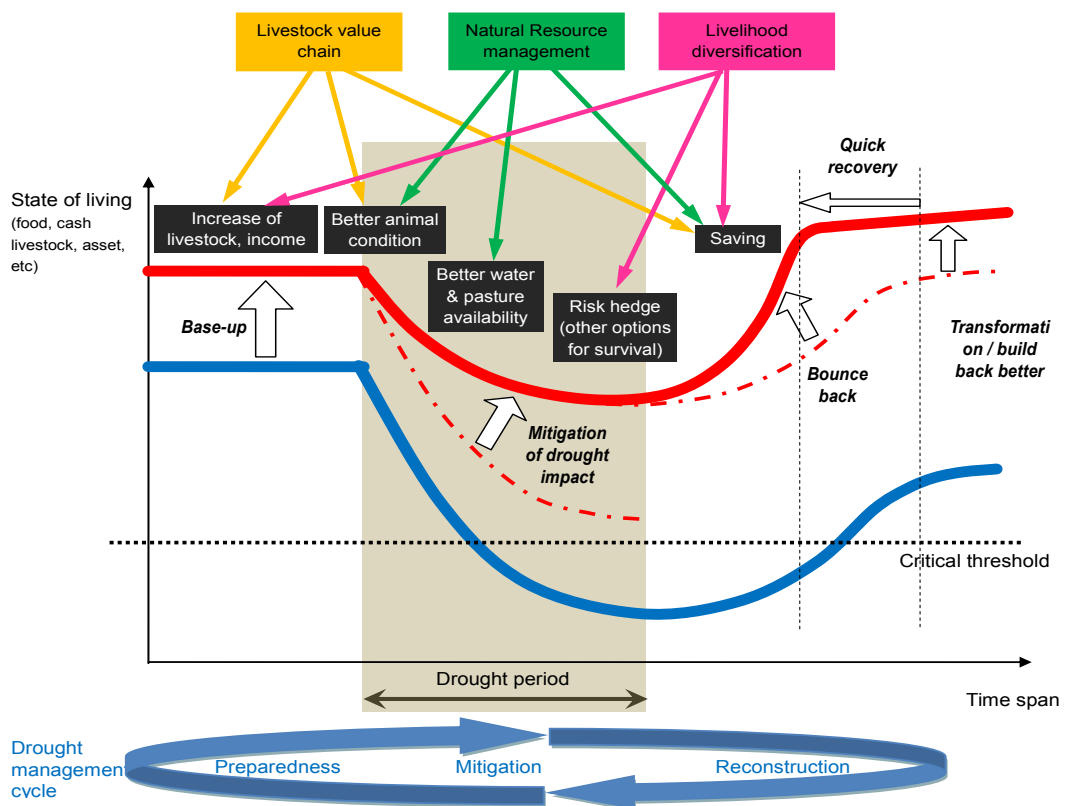 Livestock value
chain
Natural Resource
management
Livelihood
diversification
Quick
recovery
State of living
(food, cash
livestock, asset,
etc)
Increase of
livestock, income
Better animal
condition
Saving
Better water
& pasture
availability
Risk hedge
(other options
for survival)
Base-up
Transformati
on / build
back better
Bounce
back
Mitigation
of drought
impact
Critical threshold
Drought period
Time span
Drought
management
cycle
Preparedness
Mitigation
Reconstruction